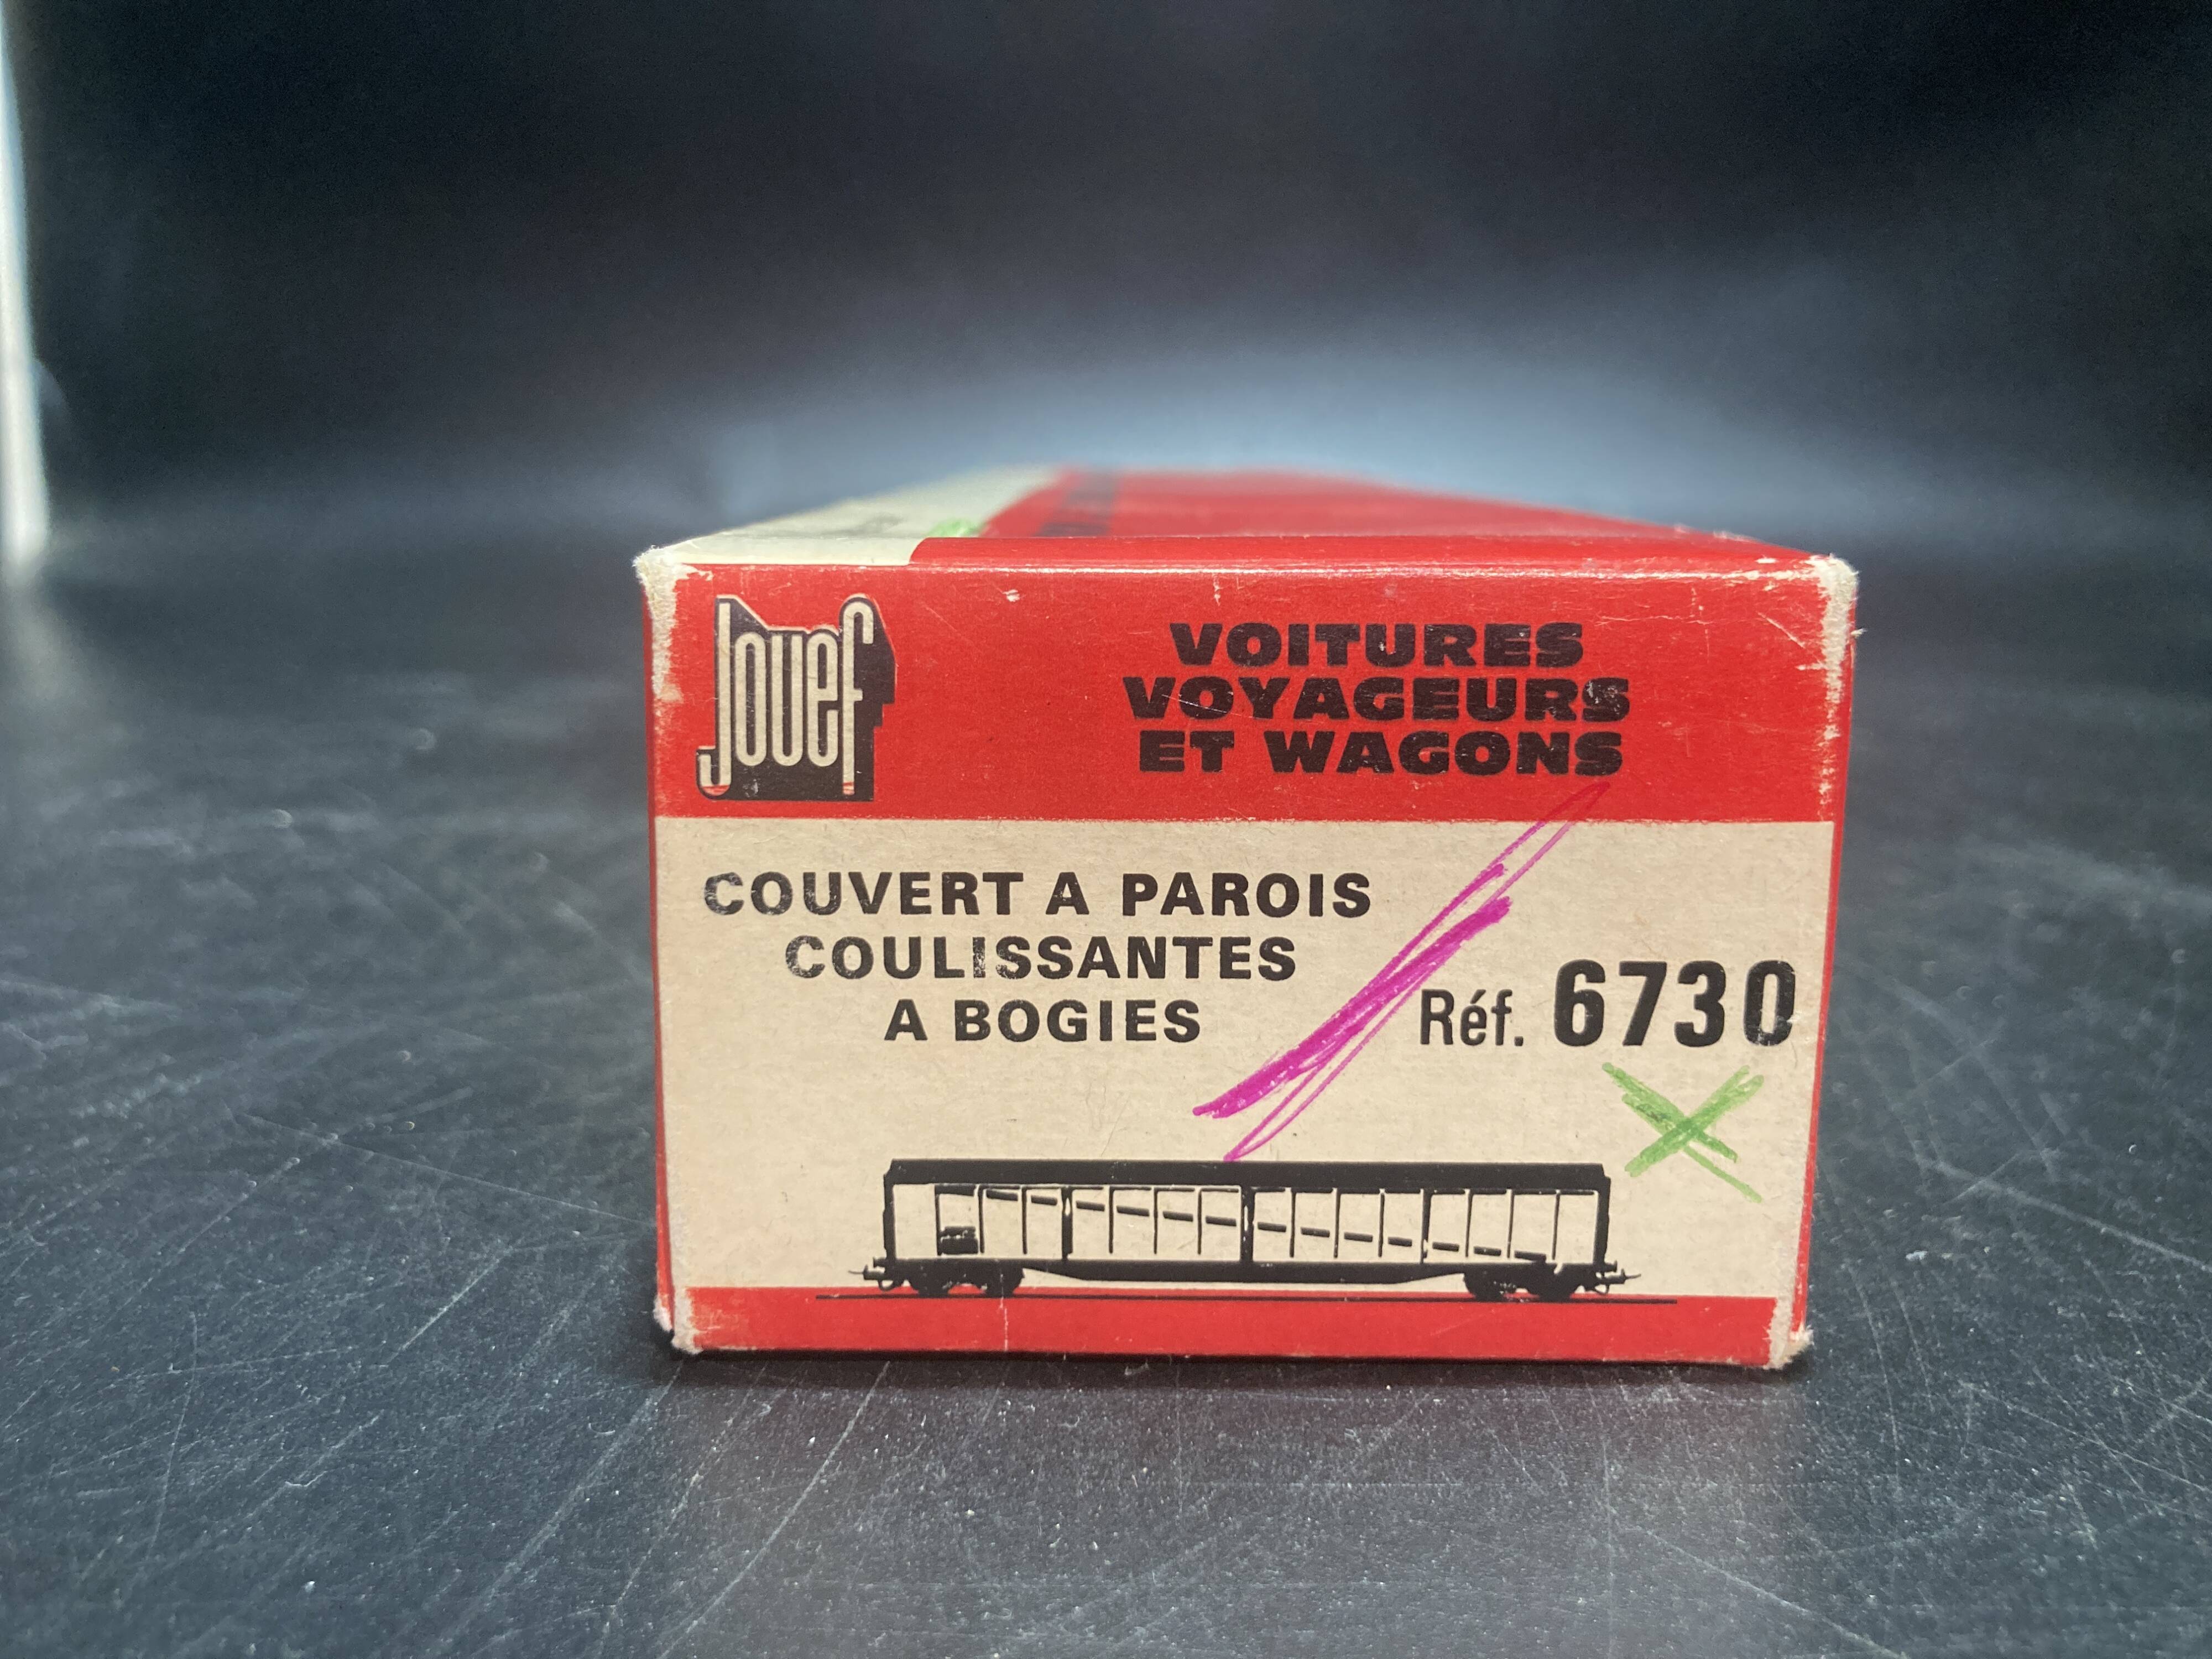 Jouef
VOITURES
VOYAGEURS
ET WAGONS
COUVERT A PAROIS
COULISSANTES
A BOGIES
Réf. 6730